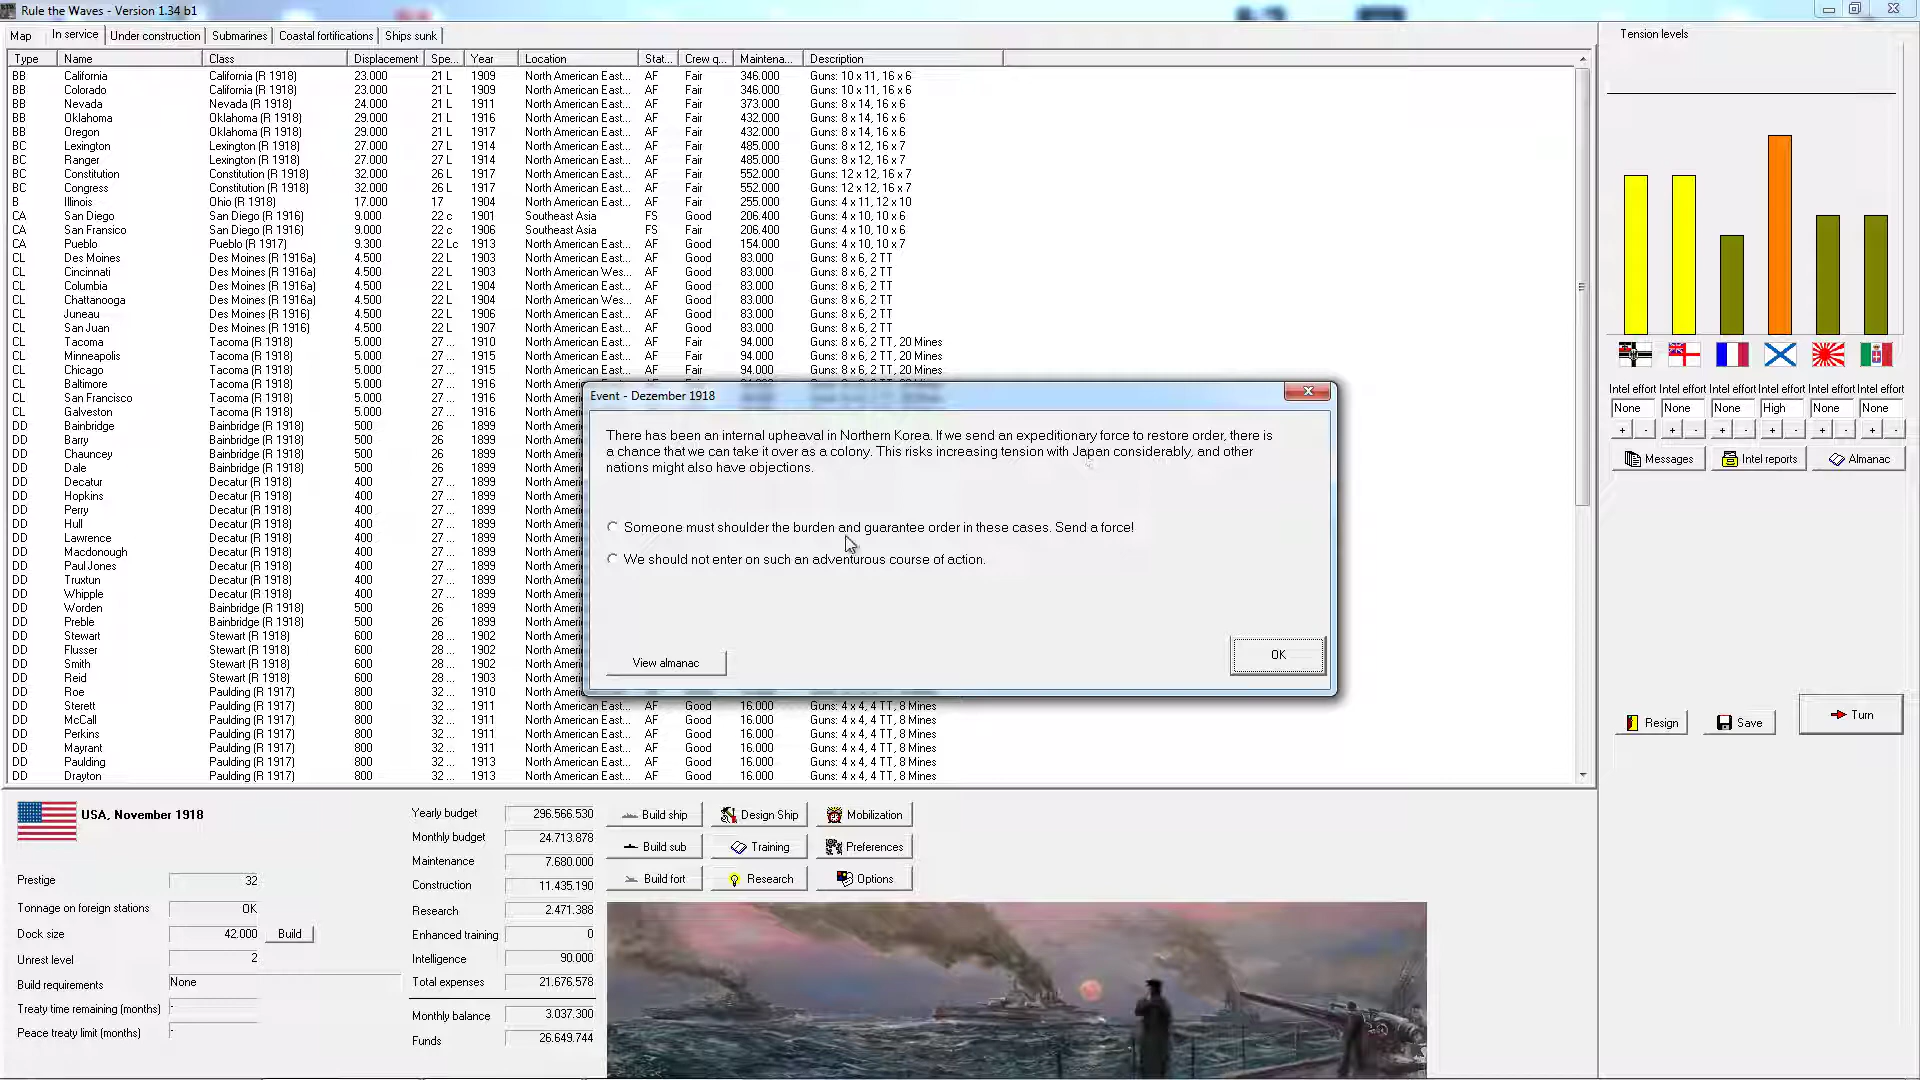 Rule the Waves - Version 1.34 b1
Map In service Under construction Submarines Coastal fortifications Ships sunk
Type Name Class Displacement Spe... Year Location Stat... Crew q... Maintena... Description
BB California California (R 1918) 23.000 21 L 1909 North American East... AF Fair 346.000 Guns: 10 x 11, 16 x 6
BB Colorado California (R 1918) 23.000 21 L 1909 North American East... AF Fair 346.000 Guns: 10 x 11, 16 x 6
BB Nevada Nevada (R 1918) 24.000 21 L 1911 North American East... AF Fair 373.000 Guns: 8 x 14, 16 x 6
BB Oklahoma Oklahoma (R 1918) 29.000 21 L 1916 North American East... AF Fair 432.000 Guns: 8 x 14, 16 x 6
BB Oregon Oklahoma (R 1918) 29.000 21 L 1917 North American East... AF Fair 432.000 Guns: 8 x 14, 16 x 6
BC Lexington Lexington (R 1918) 27.000 27 L 1914 North American East... AF Fair 485.000 Guns: 8 x 12, 16 x 7
BC Ranger Lexington (R 1918) 27.000 27 L 1914 North American East... AF Fair 485.000 Guns: 8 x 12, 16 x 7
BC Constitution Constitution (R 1918) 32.000 26 L 1917 North American East... AF Fair 552.000 Guns: 12 x 12, 16 x 7
BC Congress Constitution (R 1918) 32.000 26 L 1917 North American East... AF Fair 552.000 Guns: 12 x 12, 16 x 7
B Illinois Ohio (R 1918) 17.000 17 1904 North American East... AF Fair 255.000 Guns: 4 x 11, 12 x 10
CA San Diego San Diego (R 1916) 9.000 22 c 1901 Southeast Asia FS Good 206.400 Guns: 4 x 10, 10 x 6
CA San Fransico San Diego (R 1916) 9.000 22 c 1906 Southeast Asia FS Fair 206.400 Guns: 4 x 10, 10 x 6
CA Pueblo Pueblo (R 1917) 9.300 22 Lc 1913 North American East... AF Good 154.000 Guns: 4 x 10, 10 x 7
CL Des Moines Des Moines (R 1916a) 4.500 22 L 1903 North American East... AF Good 83.000 Guns: 8 x 6, 2 TT
CL Cincinnati Des Moines (R 1916a) 4.500 22 L 1903 North American Wes... AF Good 83.000 Guns: 8 x 6, 2 TT
CL Columbia Des Moines (R 1916a) 4.500 22 L 1904 North American East... AF Good 83.000 Guns: 8 x 6, 2 TT
CL Chattanooga Des Moines (R 1916a) 4.500 22 L 1904 North American Wes... AF Good 83.000 Guns: 8 x 6, 2 TT
CL Juneau Des Moines (R 1916) 4.500 22 L 1906 North American East... AF Good 83.000 Guns: 8 x 6, 2 TT
CL San Juan Des Moines (R 1916) 4.500 22 L 1907 North American East... AF Good 83.000 Guns: 8 x 6, 2 TT
CL Tacoma Tacoma (R 1918) 5.000 27 ... 1910 North American East... AF Fair 94.000 Guns: 8 x 6, 2 TT, 20 Mines
CL Minneapolis Tacoma (R 1918) 5.000 27 ... 1915 North American East... AF Fair 94.000 Guns: 8 x 6, 2 TT, 20 Mines
CL Chicago Tacoma (R 1918) 5.000 27 ... 1915 North American East... AF Fair 94.000 Guns: 8 x 6, 2 TT, 20 Mines
CL Baltimore Tacoma (R 1918) 5.000 27 ... 1916 North Ameri
CL San Francisco Tacoma (R 1918) 5.000 27 ... 1916 North Ameri
CL Galveston Tacoma (R 1918) 5.000 27 ... 1916 North Ameri
DD Bainbridge Bainbridge (R 1918) 500 26 1899 North Ameri
DD Barry Bainbridge (R 1918) 500 26 1899 North Ameri
DD Chauncey Bainbridge (R 1918) 500 26 1899 North Ameri
DD Dale Bainbridge (R 1918) 500 26 1899 North Ameri
DD Decatur Decatur (R 1918) 400 27 ... 1899 North Ameri
DD Hopkins Decatur (R 1918) 400 27 ... 1899 North Ameri
DD Perry Decatur (R 1918) 400 27 ... 1899 North Ameri
DD Hull Decatur (R 1918) 400 27 ... 1899 North Ameri
DD Lawrence Decatur (R 1918) 400 27 ... 1899 North Ameri
DD Macdonough Decatur (R 1918) 400 27 ... 1899 North Ameri
DD Paul Jones Decatur (R 1918) 400 27 ... 1899 North Ameri
DD Truxtun Decatur (R 1918) 400 27 ... 1899 North Ameri
DD Whipple Decatur (R 1918) 400 27 ... 1899 North Ameri
DD Worden Bainbridge (R 1918) 500 26 1899 North Ameri
DD Preble Bainbridge (R 1918) 500 26 1899 North Ameri
DD Stewart Stewart (R 1918) 600 28 ... 1902 North Ameri
DD Flusser Stewart (R 1918) 600 28 ... 1902 North Ameri
DD Smith Stewart (R 1918) 600 28 ... 1902 North Ameri
DD Reid Stewart (R 1918) 600 28 ... 1903 North Ameri
DD Roe Paulding (R 1917) 800 32 ... 1910 North Ameri
DD Sterett Paulding (R 1917) 800 32 ... 1911 North American East... AF Good 16.000 Guns: 4 x 4, 4 TT, 8 Mines
DD McCall Paulding (R 1917) 800 32 ... 1911 North American East... AF Good 16.000 Guns: 4 x 4, 4 TT, 8 Mines
DD Perkins Paulding (R 1917) 800 32 ... 1911 North American East... AF Good 16.000 Guns: 4 x 4, 4 TT, 8 Mines
DD Mayrant Paulding (R 1917) 800 32 ... 1911 North American East... AF Good 16.000 Guns: 4 x 4, 4 TT, 8 Mines
DD Paulding Paulding (R 1917) 800 32 ... 1913 North American East... AF Good 16.000 Guns: 4 x 4, 4 TT, 8 Mines
DD Drayton Paulding (R 1917) 800 32 ... 1913 North American East... AF Good 16.000 Guns: 4 x 4, 4 TT, 8 Mines
Event - Dezember 1918
There has been an internal upheaval in Northern Korea. If we send an expeditionary force to restore order, there is
a chance that we can take it over as a colony. This risks increasing tension with Japan considerably, and other
nations might also have objections.
Someone must shoulder the burden and guarantee order in these cases. Send a force!
We should not enter on such an adventurous course of action.
View almanac OK
Tension levels
Intel effort Intel effort Intel effort Intel effort Intel effort Intel effort
None None None High None None
+ - + - + - + - + - + -
Messages Intel reports Almanac
Resign Save Turn
USA, November 1918
Prestige 32
Tonnage on foreign stations OK
Dock size 42.000 Build
Unrest level 2
Build requirements None
Treaty time remaining (months) -
Peace treaty limit (months) -
Yearly budget 296.566.530
Monthly budget 24.713.878
Maintenance 7.680.000
Construction 11.435.190
Research 2.471.388
Enhanced training 0
Intelligence 90.000
Total expenses 21.676.578
Monthly balance 3.037.300
Funds 26.649.744
Build ship Design Ship Mobilization
Build sub Training Preferences
Build fort Research Options